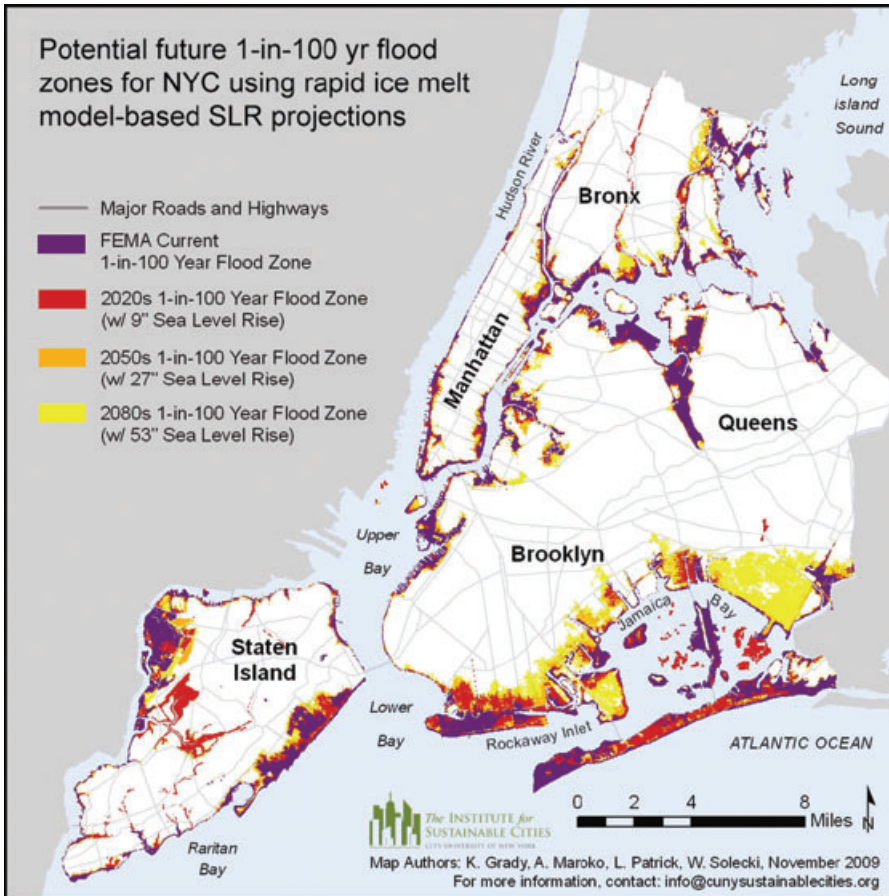 Potential future 1-in-100 yr flood
zones for NYC using rapid ice melt
model-based SLR projections
Major Roads and Highways
FEMA Current
1-in-100 Year Flood Zone
2020s 1-in-100 Year Flood Zone
(w/ 9" Sea Level Rise)
2050s 1-in-100 Year Flood Zone
(w/ 27" Sea Level Rise)
2080s 1-in-100 Year Flood Zone
(w/ 53" Sea Level Rise)
Long
island
Sound
Hudson River
Bronx
Manhattan
Queens
Upper
Bay
Brooklyn
Jamaica
Bay
Staten
Island
Lower
Bay
Rockaway Inlet
ATLANTIC OCEAN
Raritan
Bay
0 2 4 8
Miles
N
The INSTITUTE for
SUSTAINABLE CITIES
CITY UNIVERSITY OF NEW YORK
Map Authors: K. Grady, A. Maroko, L. Patrick, W. Solecki, November 2009
For more information, contact: info@cunysustainablecities.org